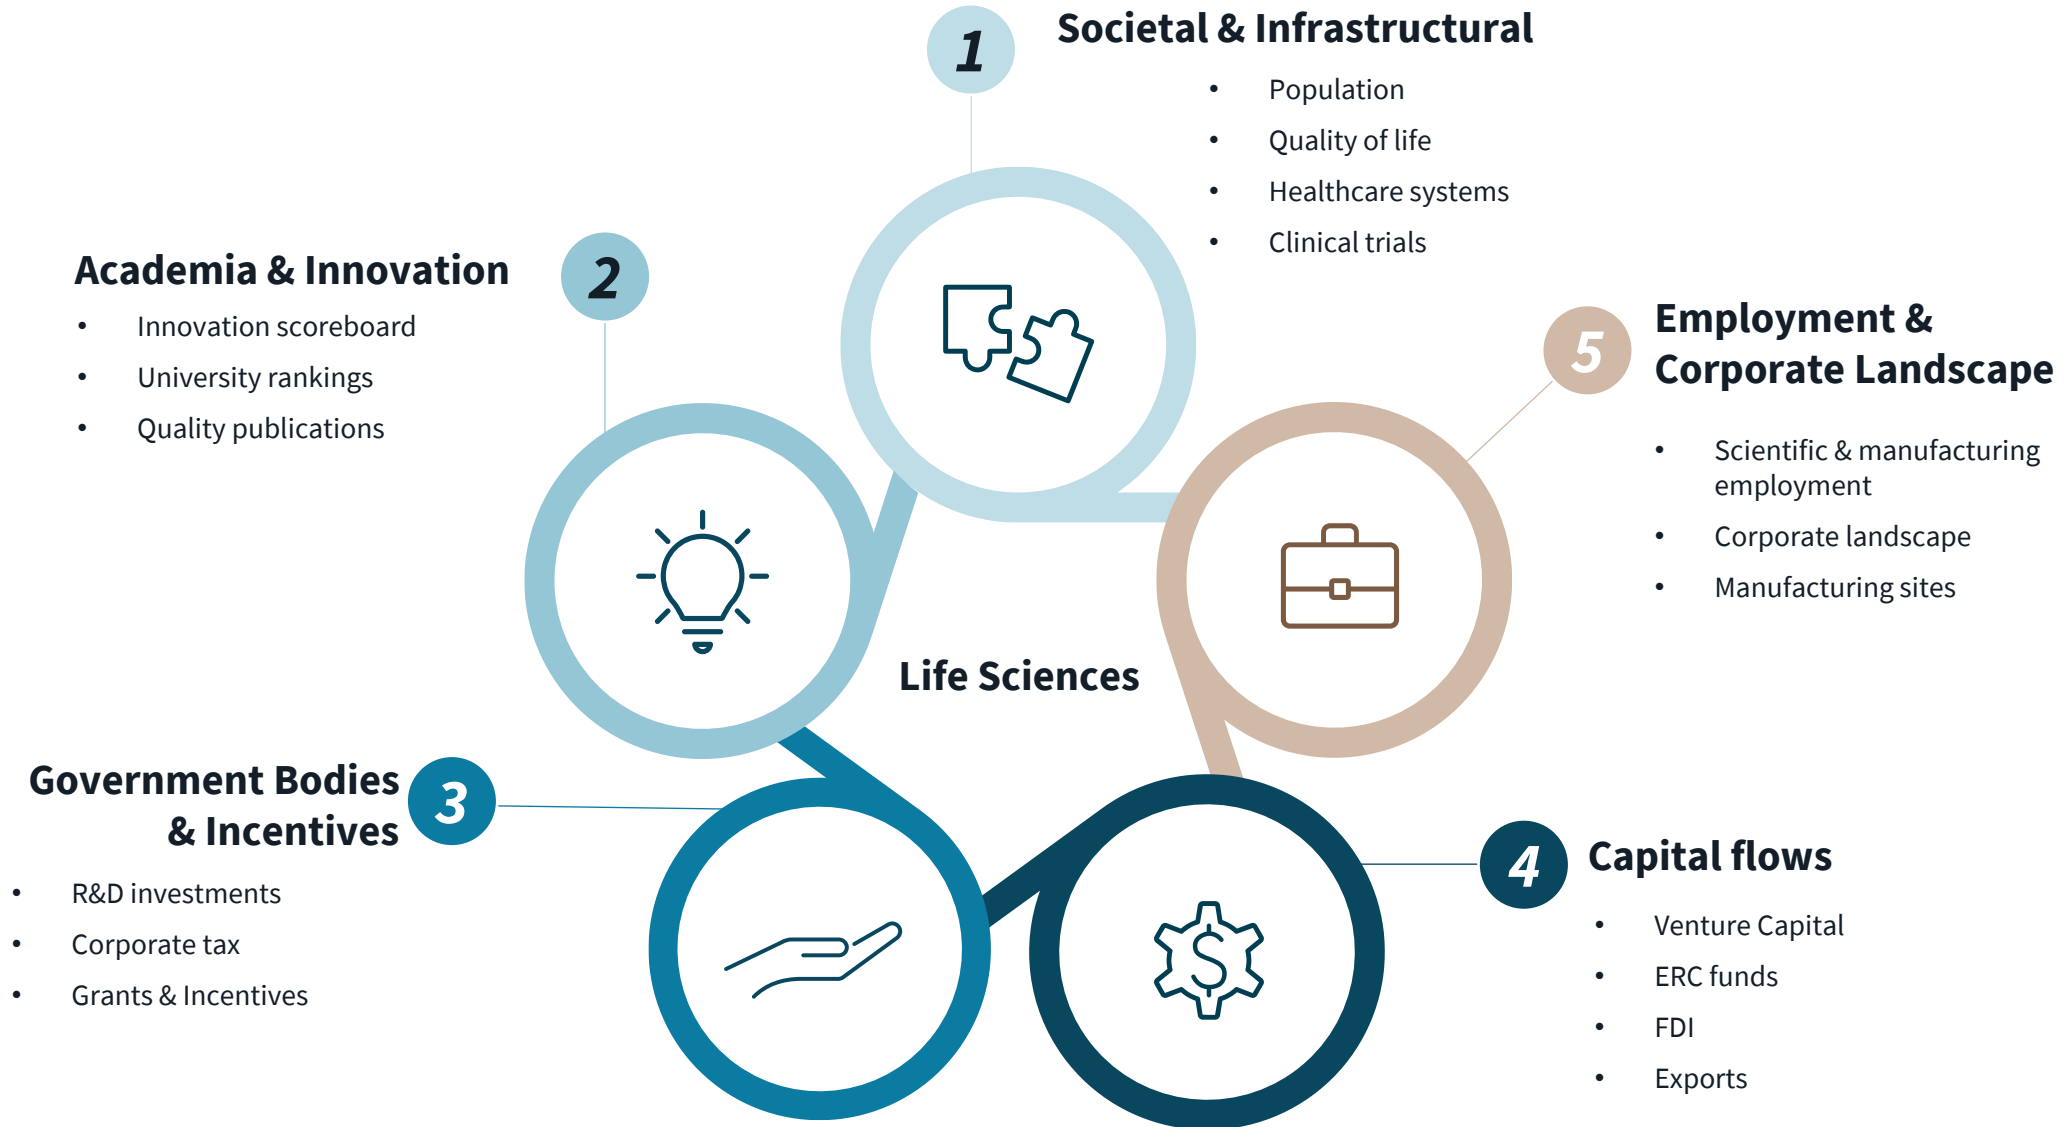 1
Societal & Infrastructural
• Population
• Quality of life
• Healthcare systems
• Clinical trials
2
Academia & Innovation
• Innovation scoreboard
• University rankings
• Quality publications
3
Government Bodies
& Incentives
• R&D investments
• Corporate tax
• Grants & Incentives
4
Capital flows
• Venture Capital
• ERC funds
• FDI
• Exports
5
Employment &
Corporate Landscape
• Scientific & manufacturing
employment
• Corporate landscape
• Manufacturing sites
Life Sciences
$